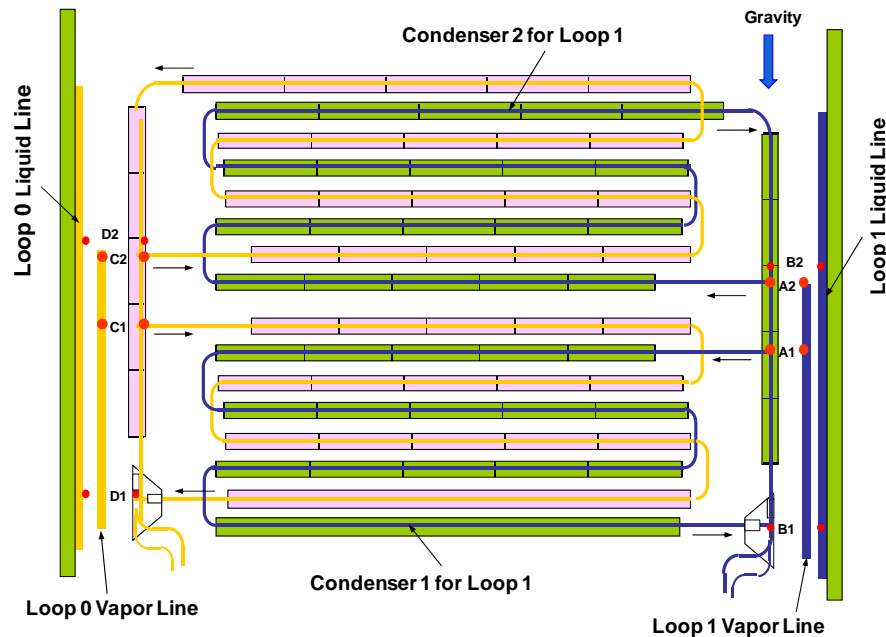 Condenser 2 for Loop 1
Gravity
Loop 0 Liquid Line
D2
C2
C1
D1
B2
A2
A1
B1
Loop 1 Liquid Line
Condenser 1 for Loop 1
Loop 0 Vapor Line
Loop 1 Vapor Line